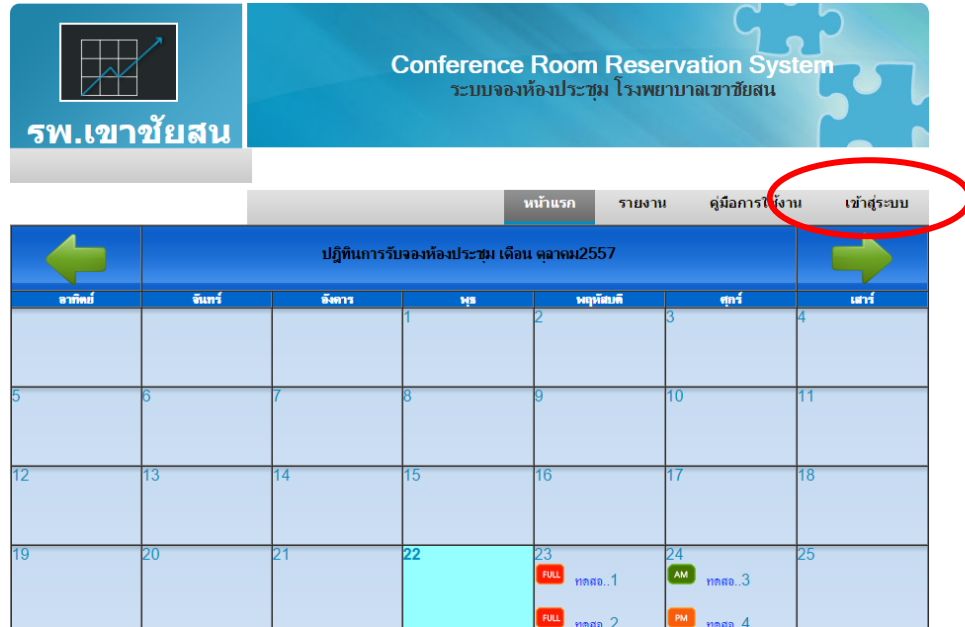 Conference Room Reservation System
ระบบจองห้องประชุม โรงพยาบาลเขาชัยสน
รพ.เขาชัยสน
หน้าแรก รายงาน คู่มือการใช้งาน เข้าสู่ระบบ
ปฎิทินการรับจองห้องประชุม เดือน ตุลาคม2557
อาทิตย์ จันทร์ อังคาร พุธ พฤหัสบดี ศุกร์ เสาร์
1 2 3 4
5 6 7 8 9 10 11
12 13 14 15 16 17 18
19 20 21 22 23 24 25
FULL ทดสอ..1 AM ทดสอ..3
FULL ทดสอ..2 PM ทดสอ..4